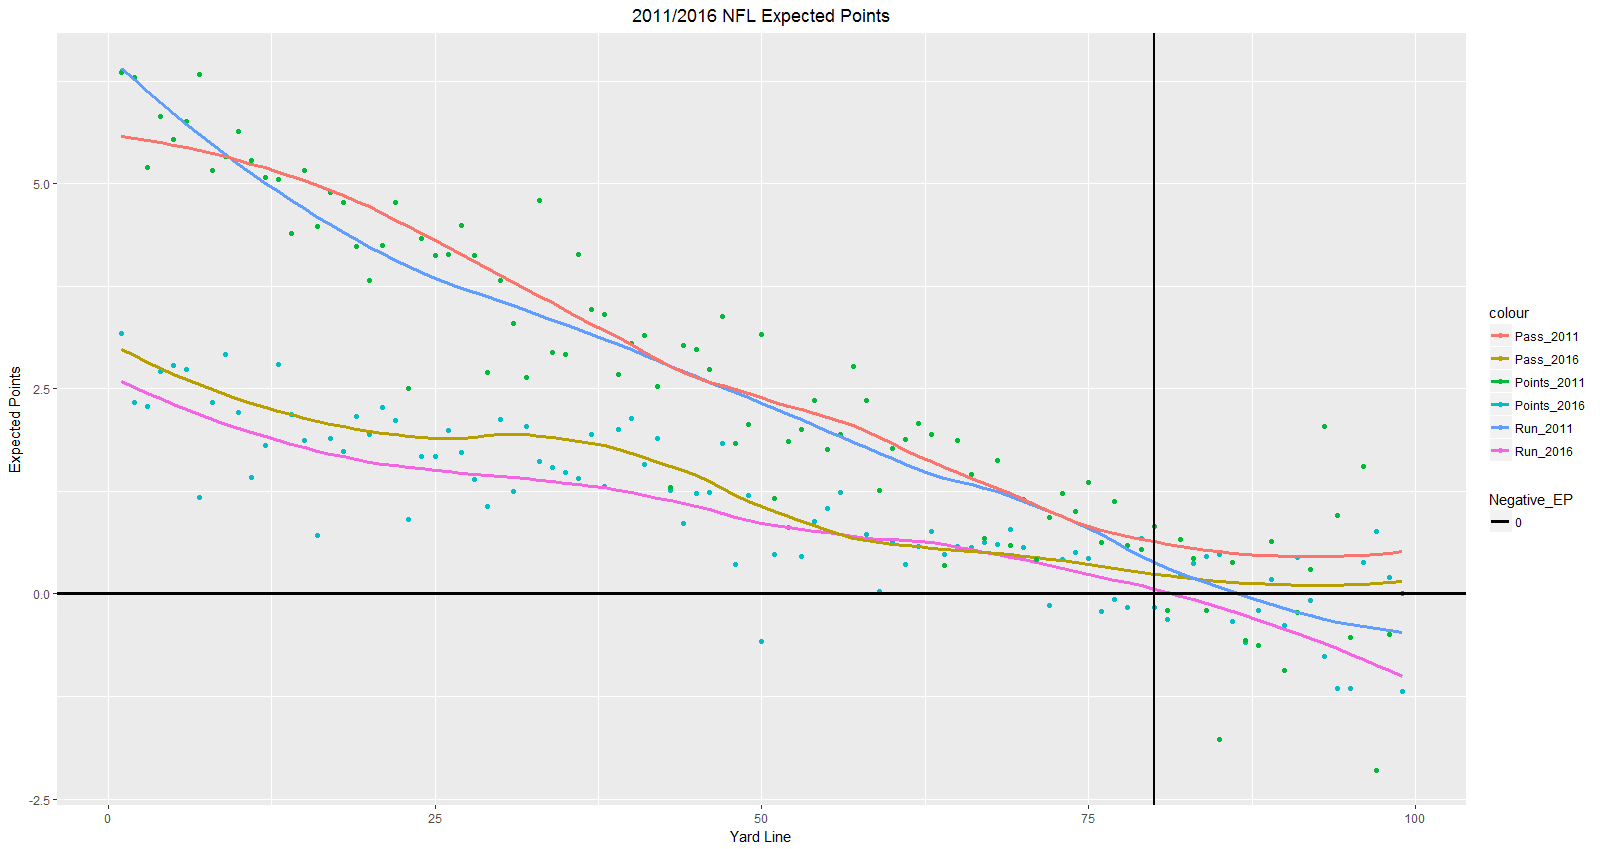 2011/2016 NFL Expected Points
Expected Points
5.0
2.5
0.0
-2.5
0
25
50
75
100
Yard Line
colour
Pass_2011
Pass_2016
Points_2011
Points_2016
Run_2011
Run_2016
Negative_EP
0